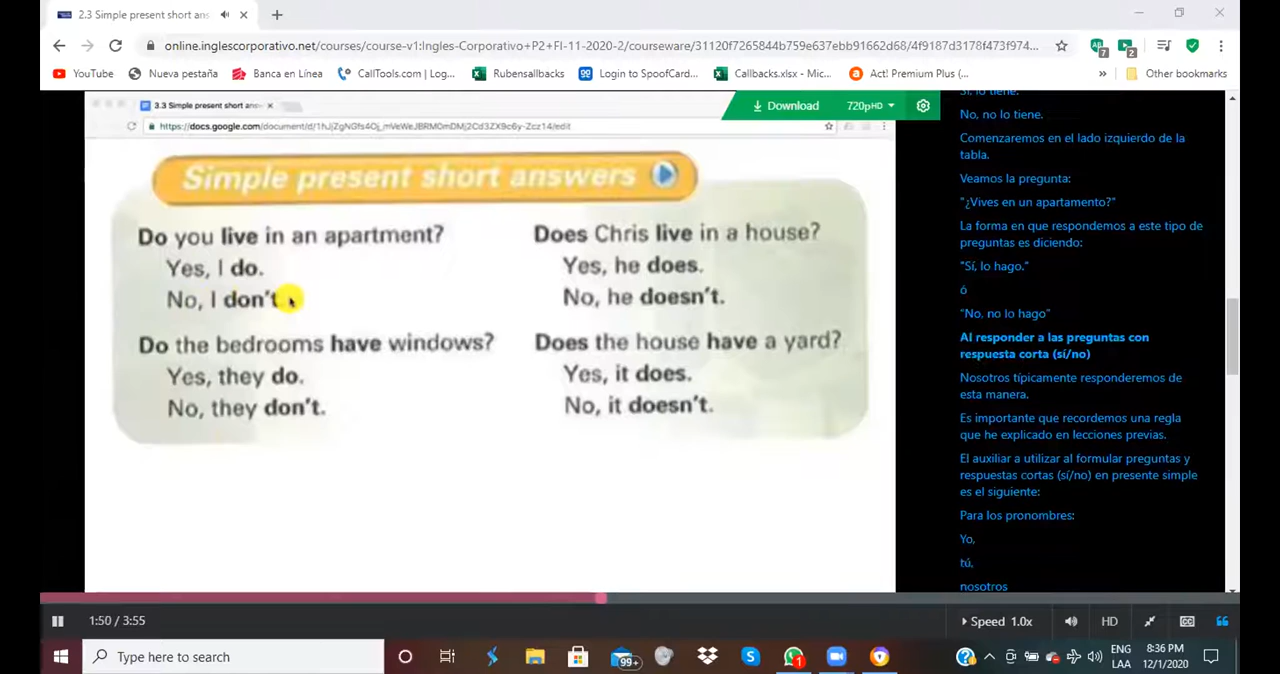 2.3 Simple present short ans
online.inglescorporativo.net/courses/course-v1:Ingles-Corporativo+P2+FI-11-2020-2/courseware/31120f7265844b759e637ebb91662d68/4f9187d3178f473f974...
7
2
YouTube
Nueva pestaña
Banca en Línea
CallTools.com | Log...
Rubensallbacks
Login to SpoofCard...
Callbacks.xlsx - Mic...
Act! Premium Plus (...
»
Other bookmarks
3.3 Simple present short ans
Download
720p HD
Simple present short answers
Do you live in an apartment?
Yes, I do.
No, I don't
Do the bedrooms have windows?
Yes, they do.
No, they don't.
Does Chris live in a house?
Yes, he does.
No, he doesn't.
Does the house have a yard?
Yes, it does.
No, it doesn't.
Sí, lo tiene.
No, no lo tiene.
Comenzaremos en el lado izquierdo de la
tabla.
Veamos la pregunta:
"¿Vives en un apartamento?"
La forma en que respondemos a este tipo de
preguntas es diciendo:
"Sí, lo hago."
ó
"No, no lo hago"
Al responder a las preguntas con
respuesta corta (sí/no)
Nosotros típicamente responderemos de
esta manera.
Es importante que recordemos una regla
que he explicado en lecciones previas.
El auxiliar a utilizar al formular preguntas y
respuestas cortas (sí/no) en presente simple
es el siguiente:
Para los pronombres:
Yo,
tú,
nosotros
1:50 / 3:55
Speed 1.0x
HD
CC
Type here to search
99+
1
ENG
LAA
8:36 PM
12/1/2020